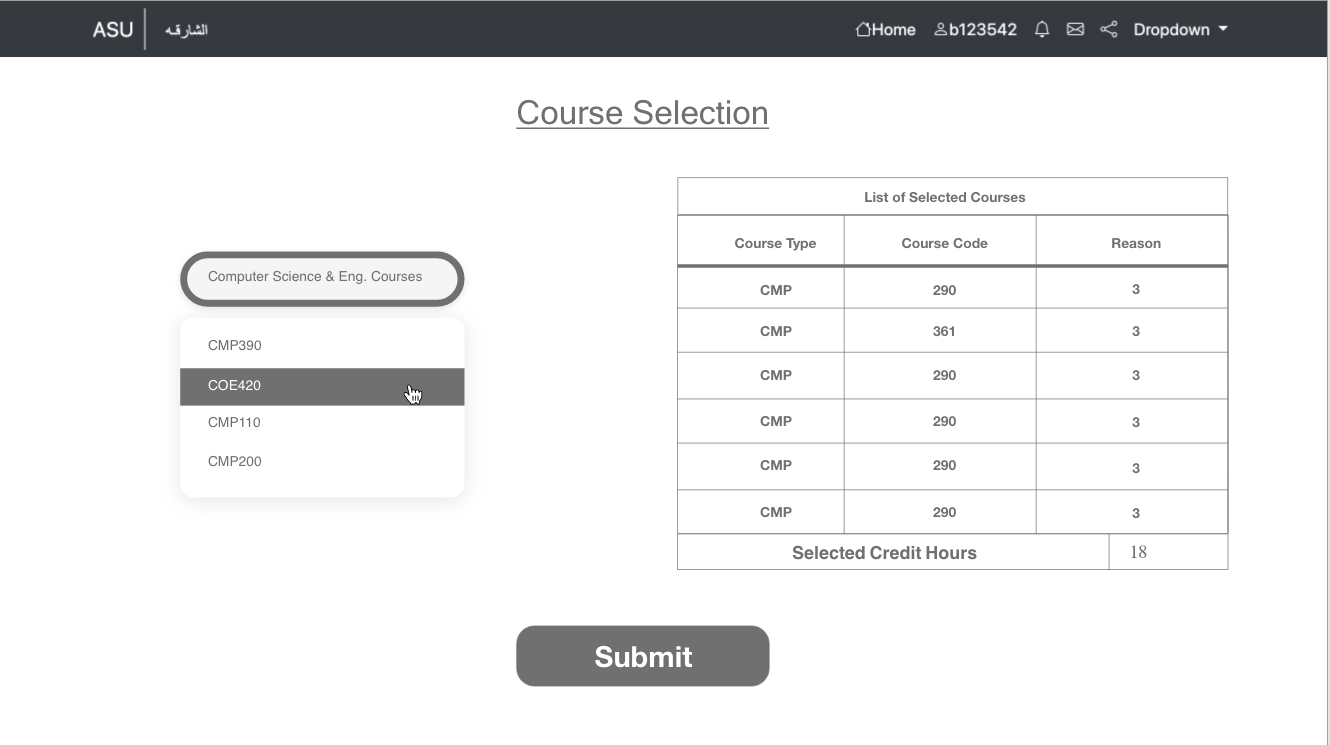 ASU
الشارقه
Home b123542 Dropdown
Course Selection
Computer Science & Eng. Courses
CMP390
COE420
CMP110
CMP200
List of Selected Courses
Course Type Course Code Reason
CMP 290 3
CMP 361 3
CMP 290 3
CMP 290 3
CMP 290 3
CMP 290 3
Selected Credit Hours 18
Submit